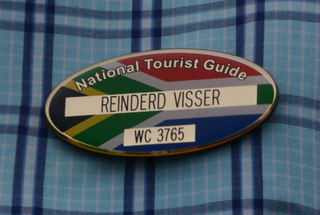 National Tourist Guide
REINDERD VISSER
WC 3765